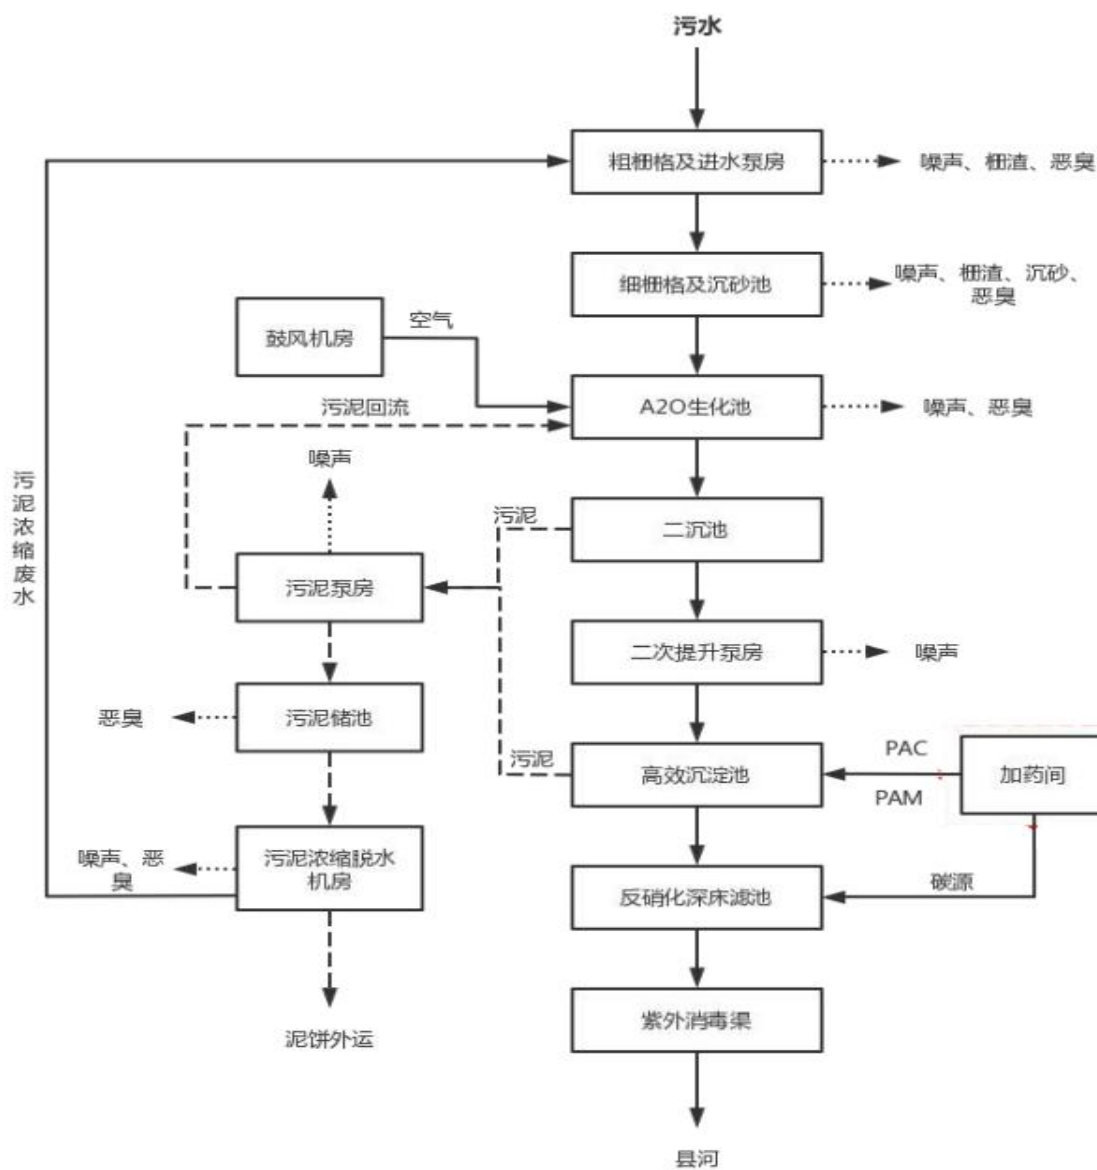 污水
粗栅格及进水泵房
噪声、栅渣、恶臭
细栅格及沉砂池
噪声、栅渣、沉砂、
恶臭
鼓风机房
空气
A2O生化池
噪声、恶臭
污泥回流
噪声
污泥浓缩废水
二沉池
污泥
污泥泵房
二次提升泵房
噪声
污泥储池
恶臭
高效沉淀池
污泥
PAC
PAM
加药间
污泥浓缩脱水
机房
噪声、恶
臭
反硝化深床滤池
碳源
紫外消毒渠
泥饼外运
县河